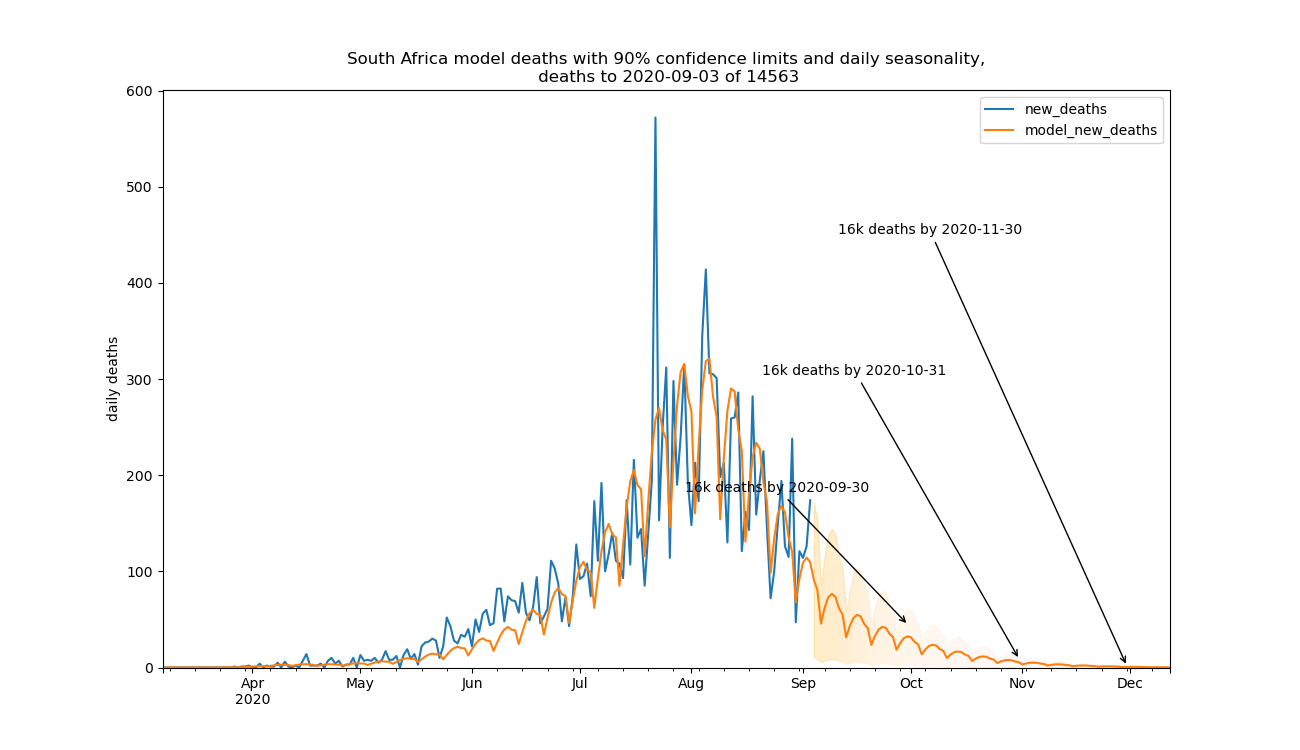 South Africa model deaths with 90% confidence limits and daily seasonality,
deaths to 2020-09-03 of 14563
600
new_deaths
model_new_deaths
500
16k deaths by 2020-11-30
400
daily deaths
300
16k deaths by 2020-10-31
200
16k deaths by 2020-09-30
100
0
Apr May Jun Jul Aug Sep Oct Nov Dec
2020